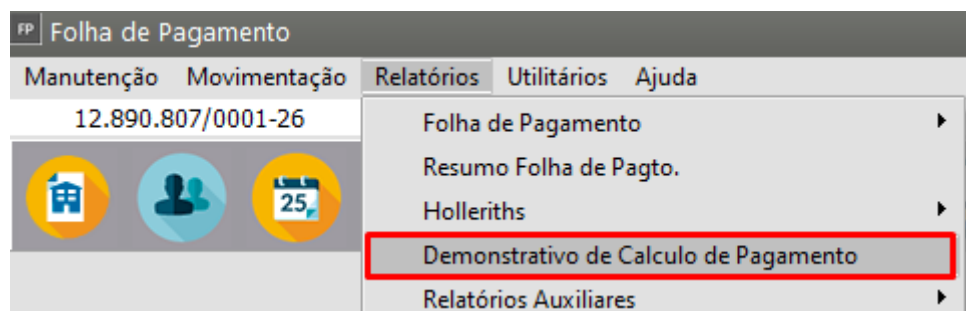 FP Folha de Pagamento
Manutenção Movimentação Relatórios Utilitários Ajuda
12.890.807/0001-26
Folha de Pagamento
Resumo Folha de Pagto.
Holleriths
25
Demonstrativo de Calculo de Pagamento
Relatórios Auxiliares